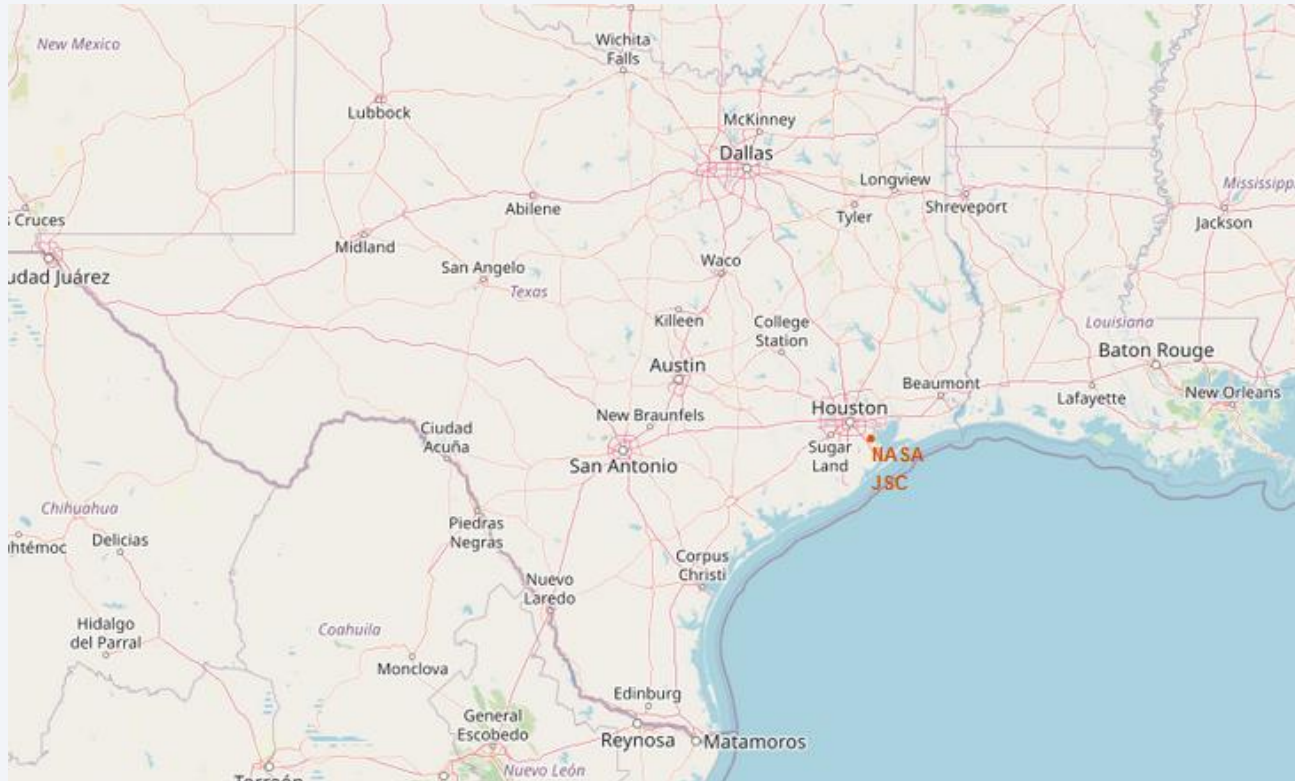 New Mexico
Wichita
Falls
Lubbock
McKinney
Dallas
Longview
Mississippi
s Cruces
Abilene
Tyler
Shreveport
Jackson
Midland
San Angelo
Waco
udad Juárez
Texas
Killeen
College
Station
Louisiana
Austin
Baton Rouge
Beaumont
New Braunfels
Houston
Lafayette
New Orleans
Ciudad
Acuña
San Antonio
Sugar
Land
NASA
JSC
Chihuahua
Piedras
Negras
uhtémoc
Delicias
Corpus
Christi
Nuevo
Laredo
Hidalgo
del Parral
Coahuila
Monclova
Edinburg
General
Escobedo
Reynosa
Matamoros
Nuevo León
Torreón